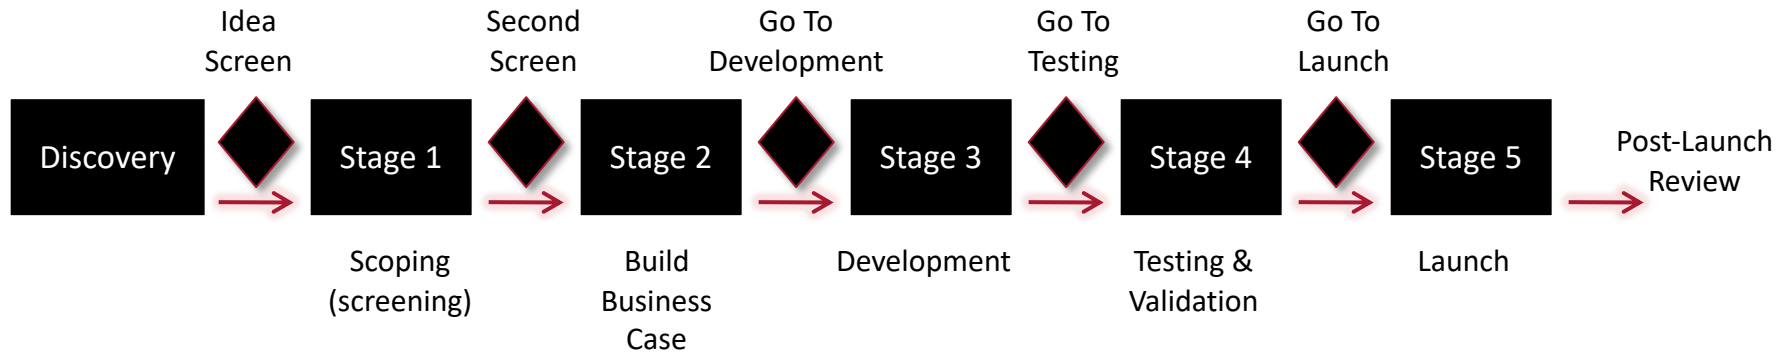 Idea
Screen
Second
Screen
Go To
Development
Go To
Testing
Go To
Launch
Discovery
Stage 1
Stage 2
Stage 3
Stage 4
Stage 5
Post-Launch
Review
Scoping
(screening)
Build
Business
Case
Development
Testing &
Validation
Launch